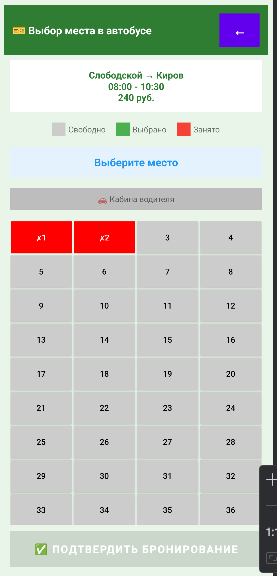 🎫 Выбор места в автобусе ←
Слободской → Киров
08:00 - 10:30
240 руб.
Свободно Выбрано Занято
Выберите место
🚗 Кабина водителя
✗1 ✗2 3 4
5 6 7 8
9 10 11 12
13 14 15 16
17 18 19 20
21 22 23 24
25 26 27 28
29 30 31 32
33 34 35 36
✅ ПОДТВЕРДИТЬ БРОНИРОВАНИЕ